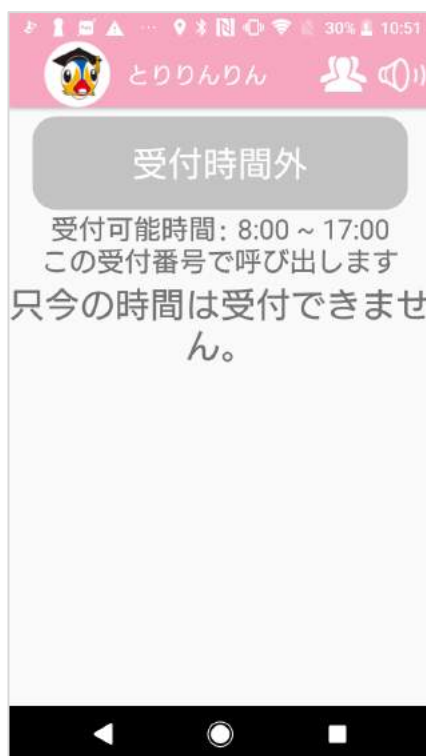 30% 10:51
とりりんりん
受付時間外
受付可能時間: 8:00 ~ 17:00
この受付番号で呼び出します
只今の時間は受付できませ
ん。